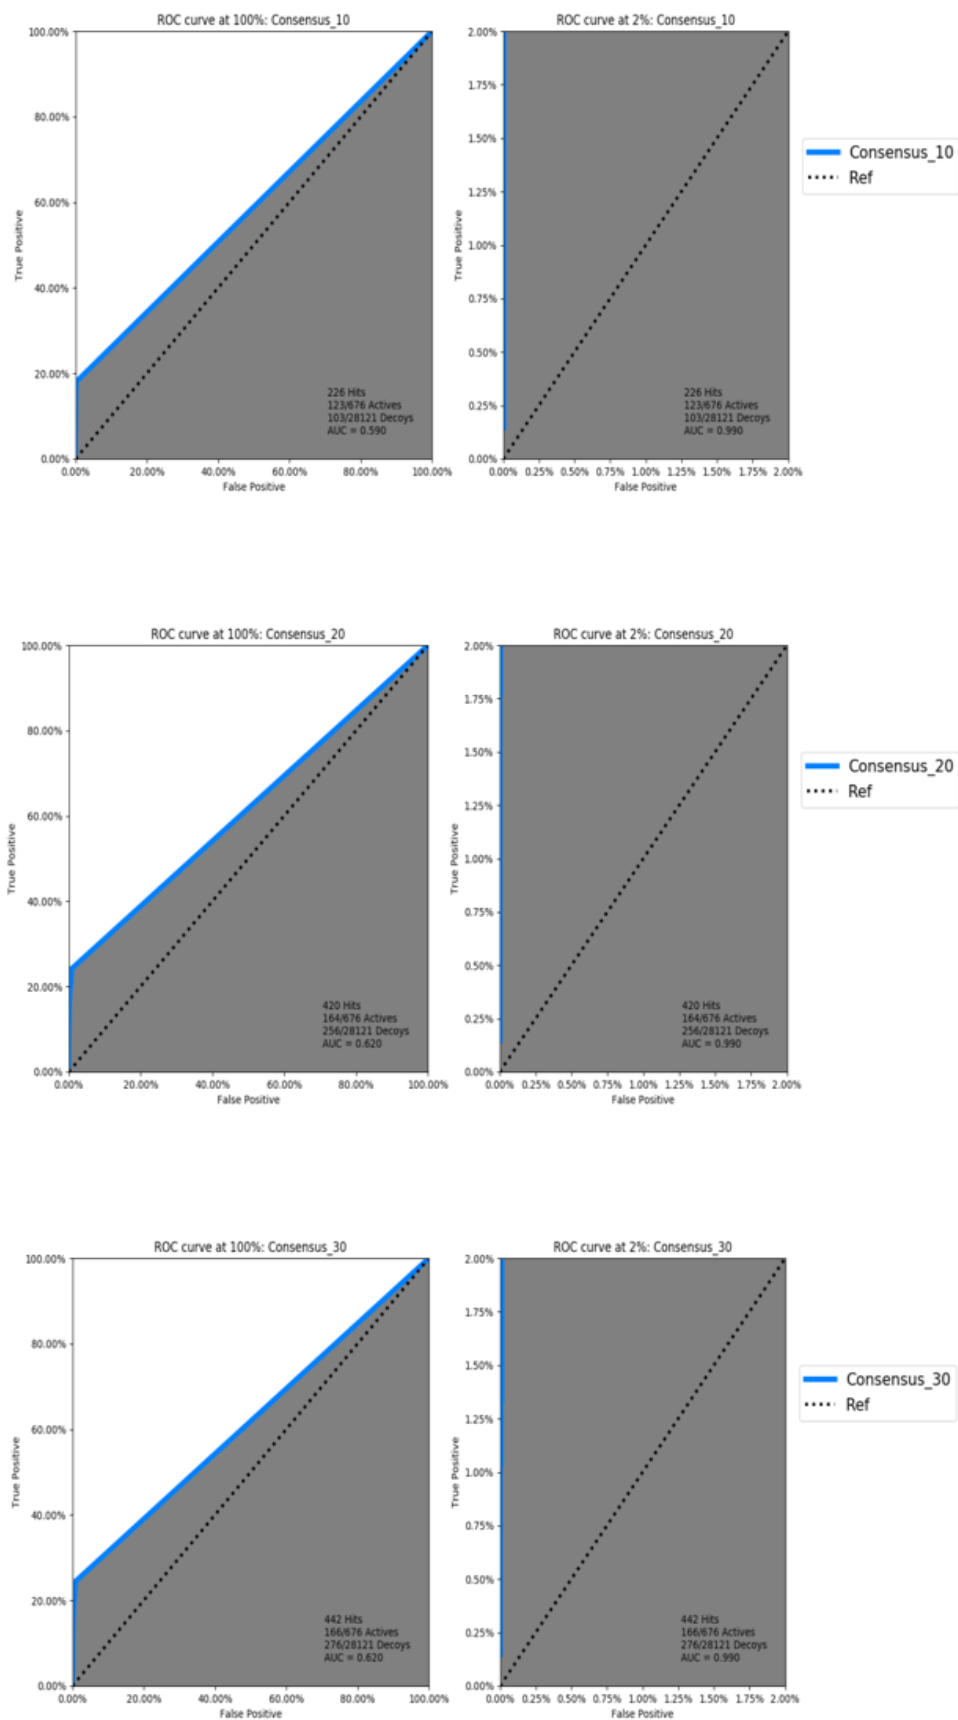 ROC curve at 100%: Consensus_10
100.00%
80.00%
60.00%
40.00%
20.00%
0.00%
True Positive
226 Hits
123/676 Actives
103/28121 Decoys
AUC = 0.590
0.00% 20.00% 40.00% 60.00% 80.00% 100.00%
False Positive
ROC curve at 2%: Consensus_10
2.00%
1.75%
1.50%
1.25%
1.00%
0.75%
0.50%
0.25%
0.00%
True Positive
226 Hits
123/676 Actives
103/28121 Decoys
AUC = 0.990
0.00% 0.25% 0.50% 0.75% 1.00% 1.25% 1.50% 1.75% 2.00%
False Positive
Consensus_10
Ref
ROC curve at 100%: Consensus_20
100.00%
80.00%
60.00%
40.00%
20.00%
0.00%
True Positive
420 Hits
164/676 Actives
256/28121 Decoys
AUC = 0.620
0.00% 20.00% 40.00% 60.00% 80.00% 100.00%
False Positive
ROC curve at 2%: Consensus_20
2.00%
1.75%
1.50%
1.25%
1.00%
0.75%
0.50%
0.25%
0.00%
True Positive
420 Hits
164/676 Actives
256/28121 Decoys
AUC = 0.990
0.00% 0.25% 0.50% 0.75% 1.00% 1.25% 1.50% 1.75% 2.00%
False Positive
Consensus_20
Ref
ROC curve at 100%: Consensus_30
100.00%
80.00%
60.00%
40.00%
20.00%
0.00%
True Positive
442 Hits
166/676 Actives
276/28121 Decoys
AUC = 0.620
0.00% 20.00% 40.00% 60.00% 80.00% 100.00%
False Positive
ROC curve at 2%: Consensus_30
2.00%
1.75%
1.50%
1.25%
1.00%
0.75%
0.50%
0.25%
0.00%
True Positive
442 Hits
166/676 Actives
276/28121 Decoys
AUC = 0.990
0.00% 0.25% 0.50% 0.75% 1.00% 1.25% 1.50% 1.75% 2.00%
False Positive
Consensus_30
Ref